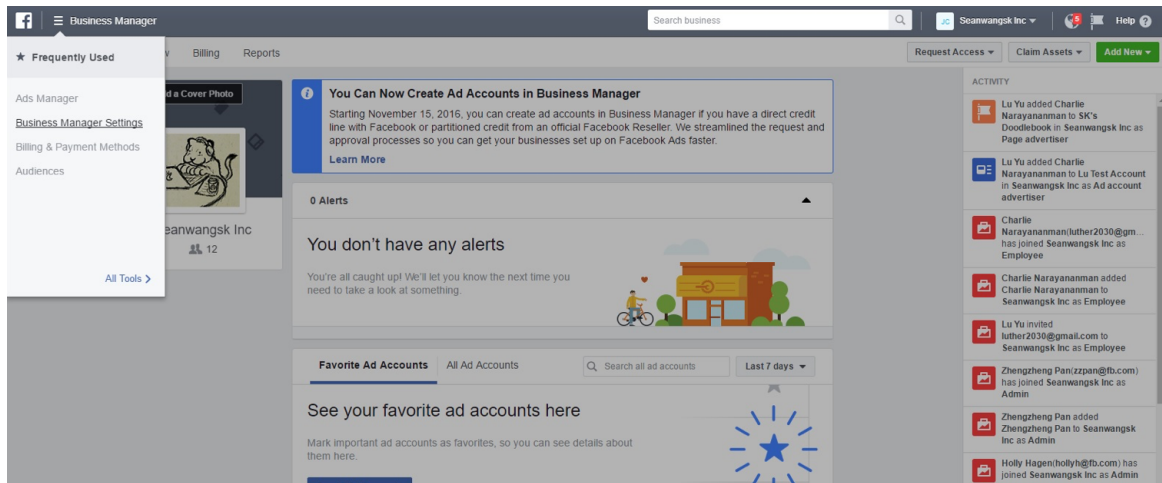 f
Business Manager
Search business
JC
Seanwangsk Inc
5
Help
Frequently Used
Billing
Reports
Request Access
Claim Assets
Add New
Ads Manager
Business Manager Settings
Billing & Payment Methods
Audiences
All Tools
a Cover Photo
eanwangsk Inc
12
You Can Now Create Ad Accounts in Business Manager
Starting November 15, 2016, you can create ad accounts in Business Manager if you have a direct credit
line with Facebook or partitioned credit from an official Facebook Reseller. We streamlined the request and
approval processes so you can get your businesses set up on Facebook Ads faster.
Learn More
0 Alerts
You don't have any alerts
You're all caught up! We'll let you know the next time you
need to take a look at something.
Favorite Ad Accounts
All Ad Accounts
Search all ad accounts
Last 7 days
See your favorite ad accounts here
Mark important ad accounts as favorites, so you can see details about
them here.
ACTIVITY
Lu Yu added Charlie
Narayananman to SK's
Doodlebook in Seanwangsk Inc as
Page advertiser
Lu Yu added Charlie
Narayananman to Lu Test Account
in Seanwangsk Inc as Ad account
advertiser
Charlie
Narayananman(luther2030@gm...
has joined Seanwangsk Inc as
Employee
Charlie Narayananman added
Charlie Narayananman to
Seanwangsk Inc as Employee
Lu Yu invited
luther2030@gmail.com to
Seanwangsk Inc as Employee
Zhengzheng Pan(zzpan@fb.com)
has joined Seanwangsk Inc as
Admin
Zhengzheng Pan added
Zhengzheng Pan to Seanwangsk
Inc as Admin
Holly Hagen(hollyh@fb.com) has
joined Seanwangsk Inc as Admin